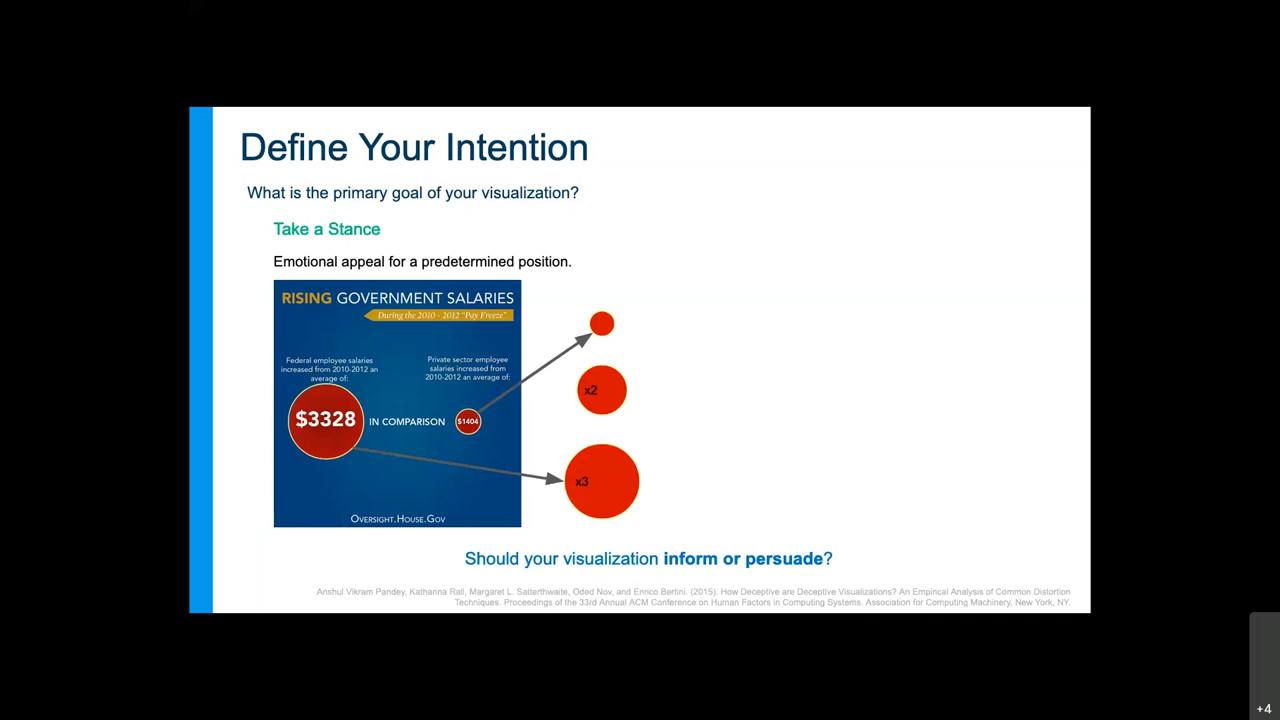 Define Your Intention
What is the primary goal of your visualization?
Take a Stance
Emotional appeal for a predetermined position.
RISING GOVERNMENT SALARIES
During the 2010 - 2012 "Pay Freeze"
Federal employee salaries
increased from 2010-2012 an
average of:
Private sector employee
salaries increased from
2010-2012 an average of:
$3328
IN COMPARISON
$1404
OVERSIGHT.HOUSE.GOV
x2
x3
Should your visualization inform or persuade?
Anshul Vikram Pandey, Katharina Rall, Margaret L. Satterthwaite, Oded Nov, and Enrico Bertini. (2015). How Deceptive are Deceptive Visualizations? An Empirical Analysis of Common Distortion
Techniques. Proceedings of the 33rd Annual ACM Conference on Human Factors in Computing Systems. Association for Computing Machinery, New York, NY.
+4